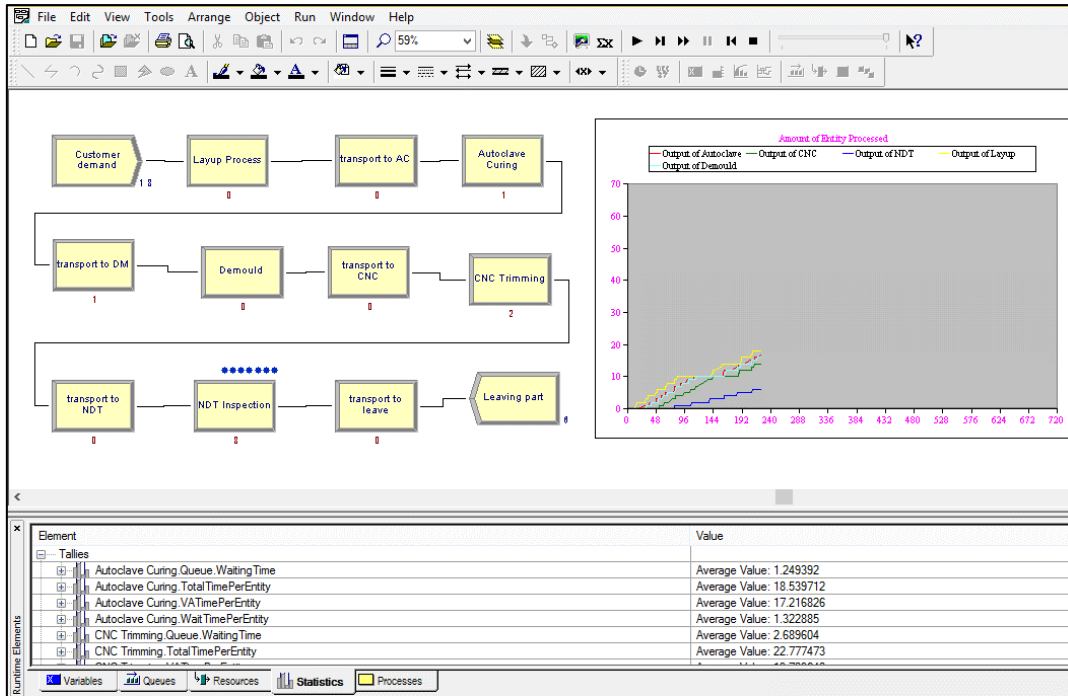 File Edit View Tools Arrange Object Run Window Help
59%
Customer demand
1 8
Layup Process
0
transport to AC
0
Autoclave Curing
1
transport to DM
1
Demould
0
transport to CNC
0
CNC Trimming
2
transport to NDT
0
NDT Inspection
8
transport to leave
0
Leaving part
6
Amount of Entity Processed
Output of Autoclave Output of CNC Output of NDT Output of Layup
Output of Demould
70
60
50
40
30
20
10
0
0 48 96 144 192 240 288 336 384 432 480 528 576 624 672 720
Runtime Elements
Element Value
Tallies
Autoclave Curing.Queue.WaitingTime Average Value: 1.249392
Autoclave Curing.TotalTimePerEntity Average Value: 18.539712
Autoclave Curing.VATimePerEntity Average Value: 17.216826
Autoclave Curing.WaitTimePerEntity Average Value: 1.322885
CNC Trimming.Queue.WaitingTime Average Value: 2.689604
CNC Trimming.TotalTimePerEntity Average Value: 22.777473
Variables Queues Resources Statistics Processes